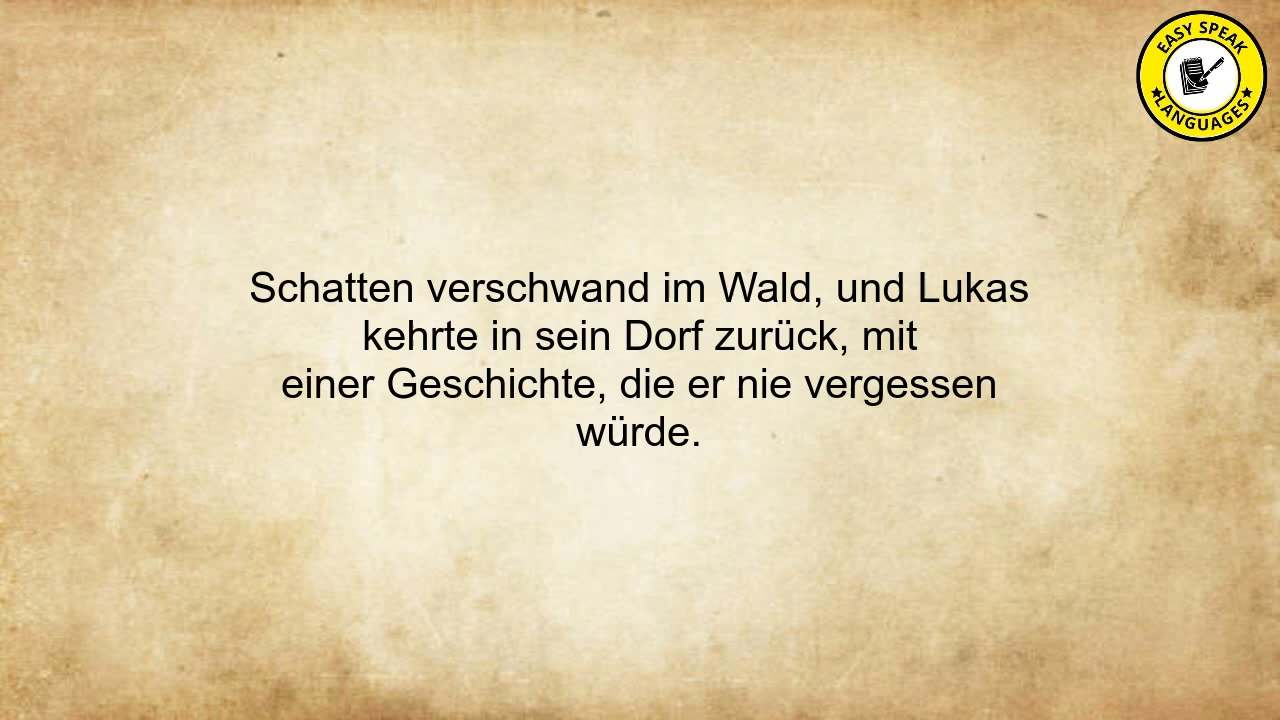 EASY SPEAK
LANGUAGES
Schatten verschwand im Wald, und Lukas
kehrte in sein Dorf zurück, mit
einer Geschichte, die er nie vergessen
würde.